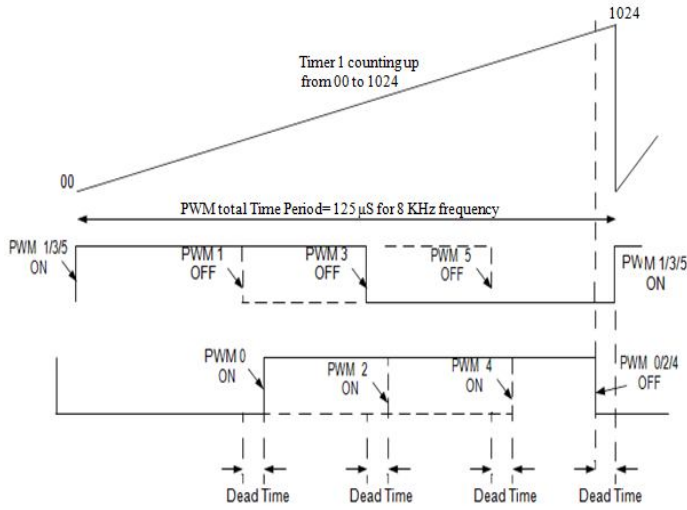 1024
Timer 1 counting up
from 00 to 1024
00
PWM total Time Period= 125 µS for 8 KHz frequency
PWM 1/3/5
ON
PWM 1
OFF
PWM 3
OFF
PWM 5
OFF
PWM 1/3/5
ON
PWM 0
ON
PWM 2
ON
PWM 4
ON
PWM 0/2/4
OFF
Dead Time
Dead Time
Dead Time
Dead Time